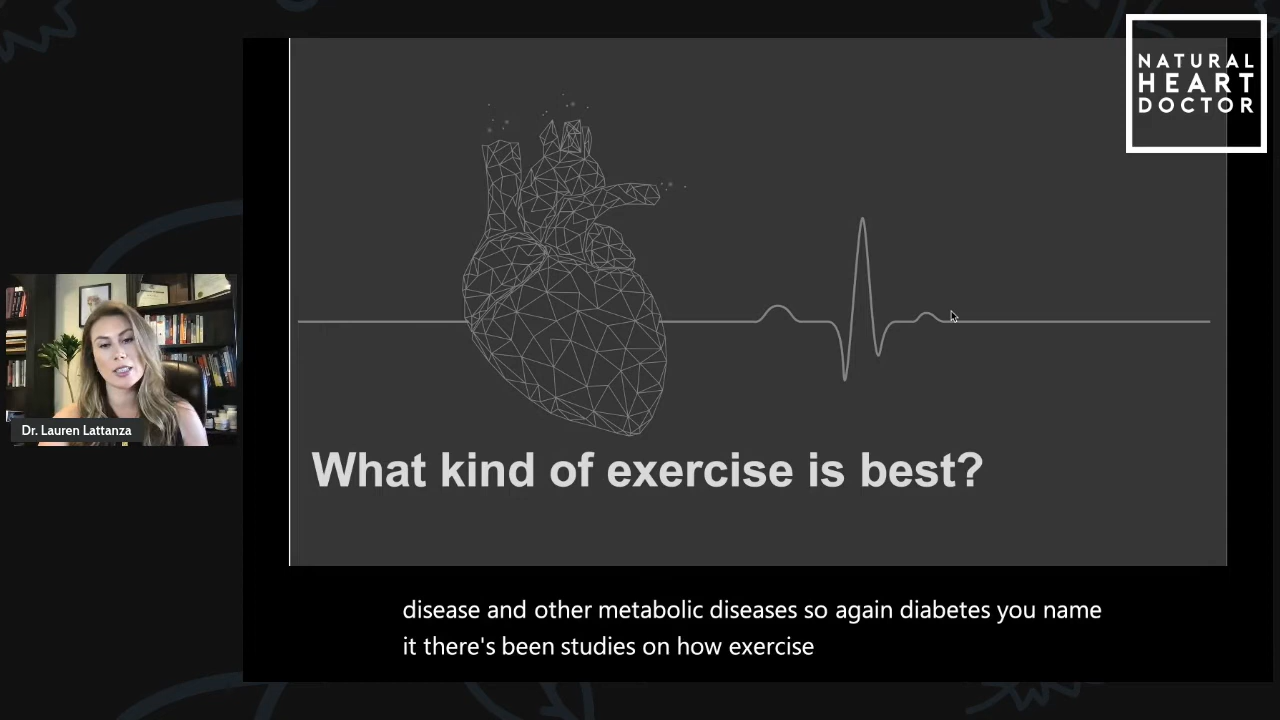 NATURAL
HEART
DOCTOR
Dr. Lauren Lattanza
What kind of exercise is best?
disease and other metabolic diseases so again diabetes you name
it there's been studies on how exercise